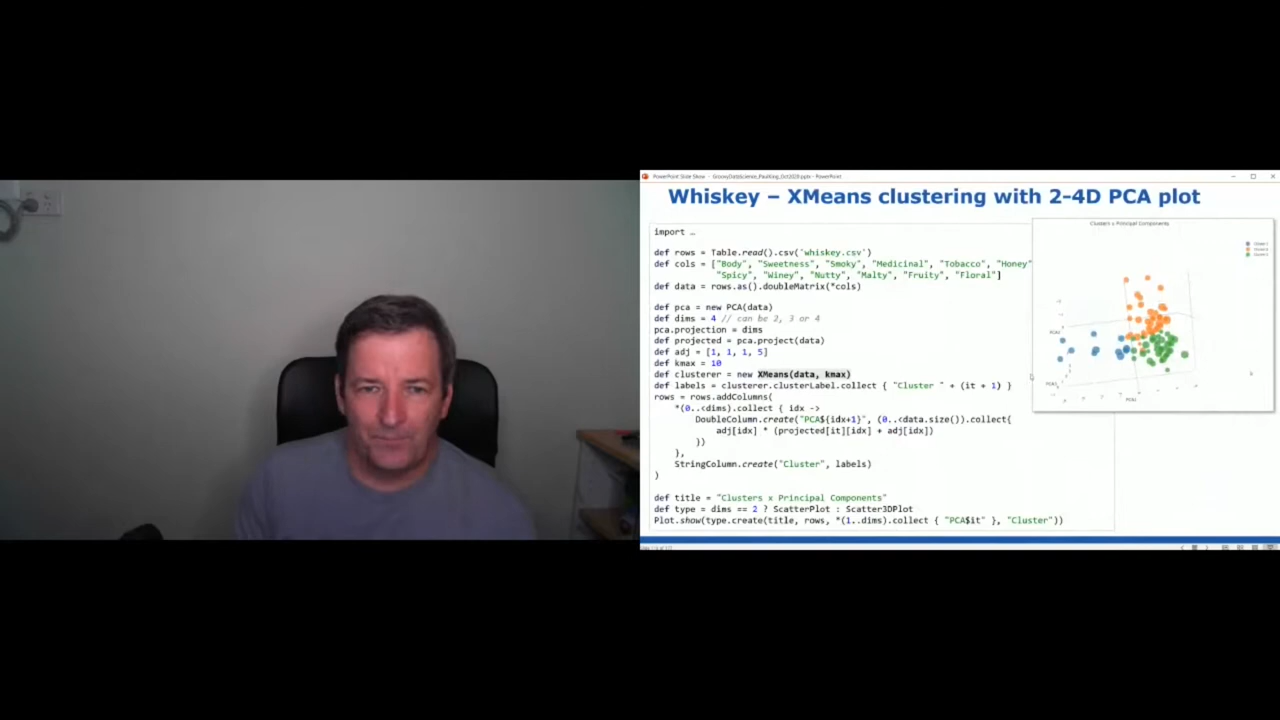 PowerPoint Slide Show - GroovyDataScience_PaulKing_Oct2020.pptx - PowerPoint
Whiskey – XMeans clustering with 2-4D PCA plot
import …
def rows = Table.read().csv('whiskey.csv')
def cols = ["Body", "Sweetness", "Smoky", "Medicinal", "Tobacco", "Honey"
"Spicy", "Winey", "Nutty", "Malty", "Fruity", "Floral"]
def data = rows.as().doubleMatrix(*cols)
def pca = new PCA(data)
def dims = 4 // can be 2, 3 or 4
pca.projection = dims
def projected = pca.project(data)
def adj = [1, 1, 1, 5]
def kmax = 10
def clusterer = new XMeans(data, kmax)
def labels = clusterer.clusterLabel.collect { "Cluster " + (it + 1) }
rows = rows.addColumns(
*(0..<dims).collect { idx ->
DoubleColumn.create("PCA${idx+1}", (0..<data.size()).collect{
adj[idx] * (projected[it][idx] + adj[idx])
})
},
StringColumn.create("Cluster", labels)
)
def title = "Clusters x Principal Components"
def type = dims == 2 ? ScatterPlot : Scatter3DPlot
Plot.show(type.create(title, rows, *(1..dims).collect { "PCA$it" }, "Cluster"))
Clusters x Principal Components